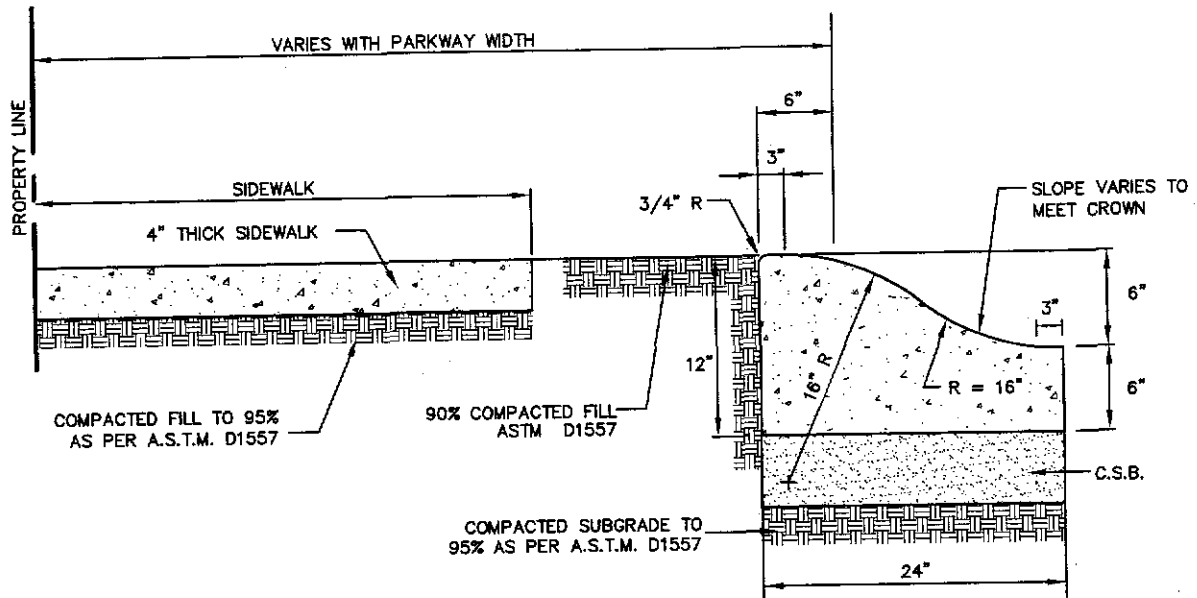 VARIES WITH PARKWAY WIDTH
PROPERTY LINE
6"
3"
SIDEWALK
3/4" R
SLOPE VARIES TO
MEET CROWN
4" THICK SIDEWALK
6"
3"
12"
16" R
R = 16"
6"
COMPACTED FILL TO 95%
AS PER A.S.T.M. D1557
90% COMPACTED FILL
ASTM D1557
C.S.B.
COMPACTED SUBGRADE TO
95% AS PER A.S.T.M. D1557
24"